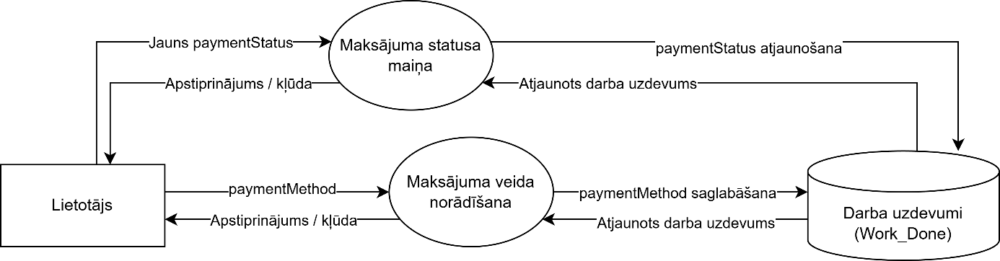 Jauns paymentStatus
Maksājuma statusa
maiņa
paymentStatus atjaunošana
Apstiprinājums / kļūda
Atjaunots darba uzdevums
Lietotājs
paymentMethod
Maksājuma veida
norādīšana
paymentMethod saglabāšana
Apstiprinājums / kļūda
Atjaunots darba uzdevums
Darba uzdevumi
(Work_Done)